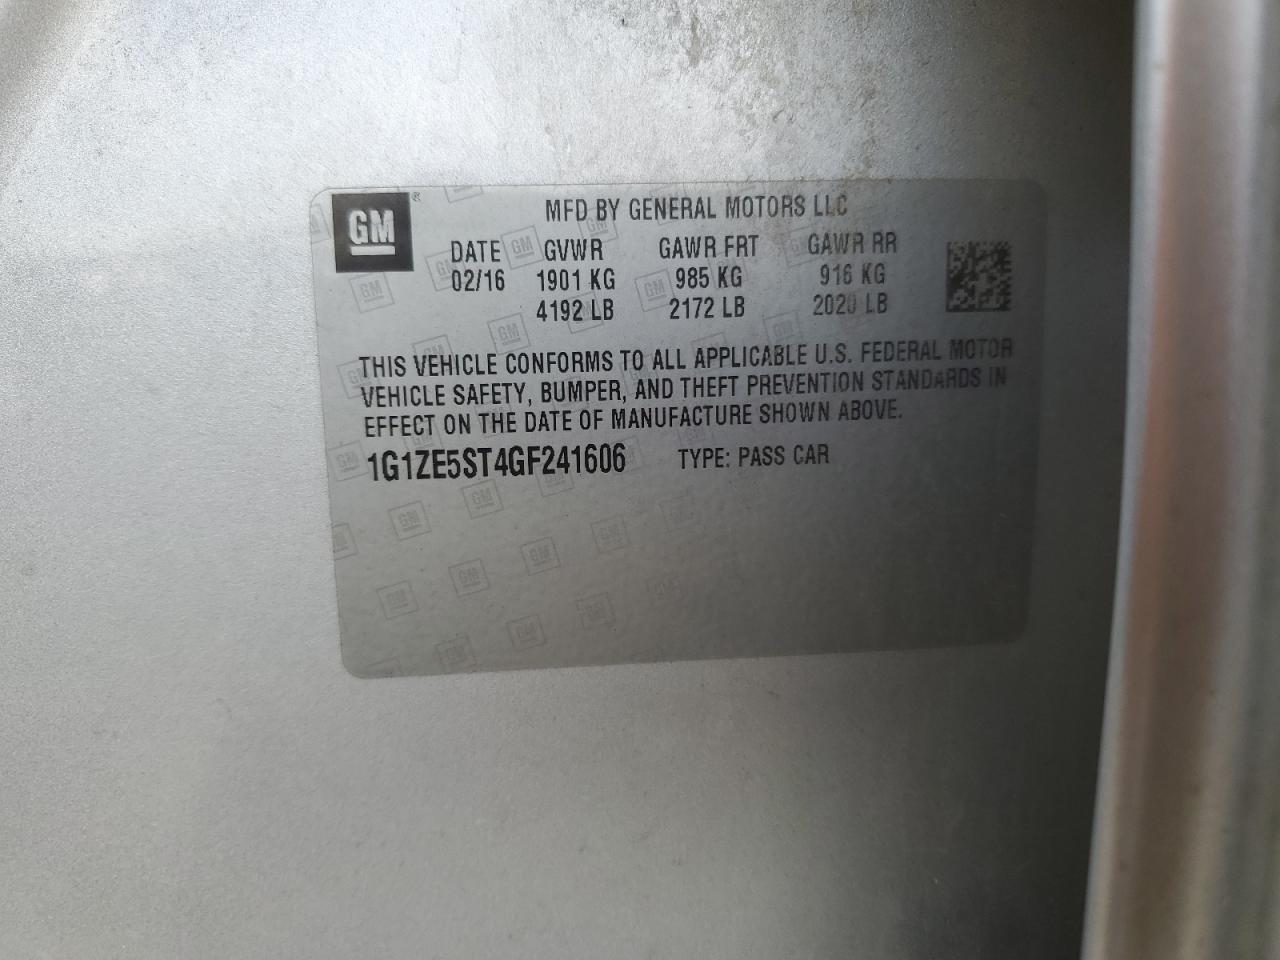 GM
MFD BY GENERAL MOTORS LLC
DATE GVWR GAWR FRT GAWR RR
02/16 1901 KG 985 KG 916 KG
4192 LB 2172 LB 2020 LB
THIS VEHICLE CONFORMS TO ALL APPLICABLE U.S. FEDERAL MOTOR
VEHICLE SAFETY, BUMPER, AND THEFT PREVENTION STANDARDS IN
EFFECT ON THE DATE OF MANUFACTURE SHOWN ABOVE.
1G1ZE5ST4GF241606 TYPE: PASS CAR